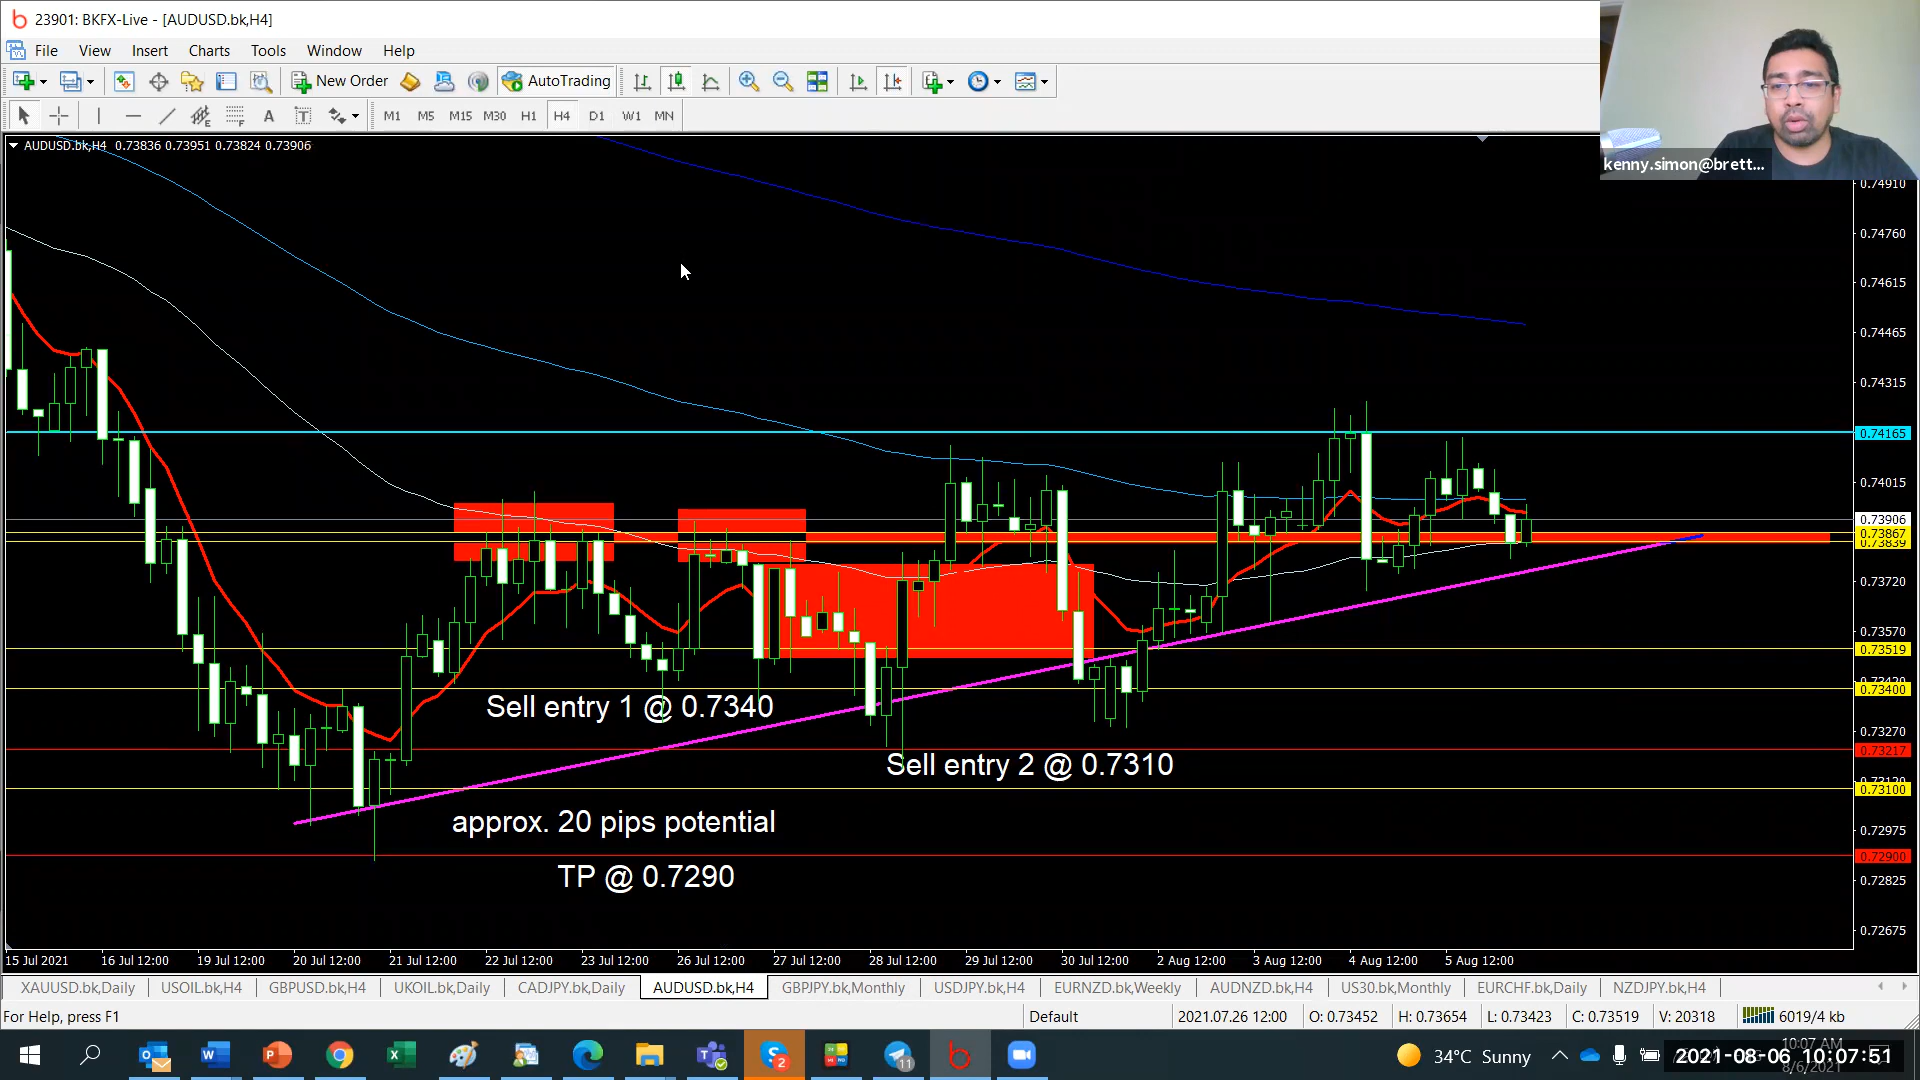 23901: BKFX-Live - [AUDUSD.bk,H4]
File View Insert Charts Tools Window Help
New Order AutoTrading
A T M1 M5 M15 M30 H1 H4 D1 W1 MN
kenny.simon@brett...
AUDUSD.bk,H4 0.73836 0.73951 0.73824 0.73906
0.74910
0.74760
0.74615
0.74465
0.74315
0.74165
0.74015
0.73906
0.73867
0.73839
0.73720
0.73570
0.73519
0.73400
0.73270
0.73217
0.73100
0.72975
0.72900
0.72825
0.72675
Sell entry 1 @ 0.7340
Sell entry 2 @ 0.7310
approx. 20 pips potential
TP @ 0.7290
15 Jul 2021 16 Jul 12:00 19 Jul 12:00 20 Jul 12:00 21 Jul 12:00 22 Jul 12:00 23 Jul 12:00 26 Jul 12:00 27 Jul 12:00 28 Jul 12:00 29 Jul 12:00 30 Jul 12:00 2 Aug 12:00 3 Aug 12:00 4 Aug 12:00 5 Aug 12:00
XAUUSD.bk,Daily USOIL.bk,H4 GBPUSD.bk,H4 UKOIL.bk,Daily CADJPY.bk,Daily AUDUSD.bk,H4 GBPJPY.bk,Monthly USDJPY.bk,H4 EURNZD.bk,Weekly AUDNZD.bk,H4 US30.bk,Monthly EURCHF.bk,Daily NZDJPY.bk,H4
For Help, press F1 Default 2021.07.26 12:00 O: 0.73452 H: 0.73654 L: 0.73423 C: 0.73519 V: 20318 6019/4 kb
34°C Sunny
10:07 AM
2021-08-06 10:07:51